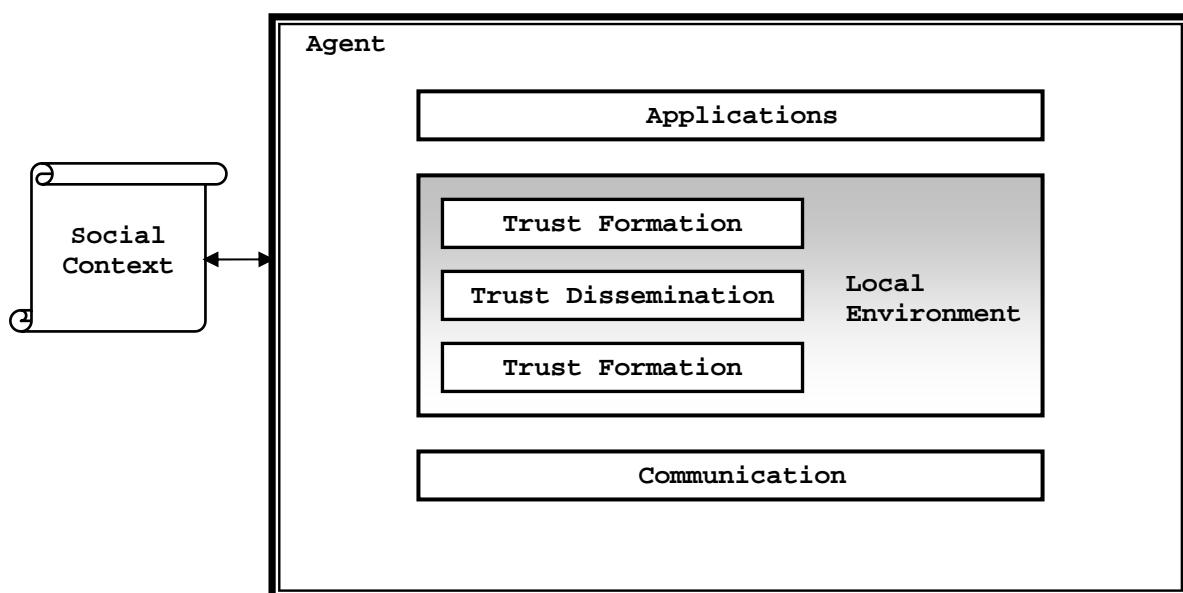 Agent
Applications
Social
Context
Trust Formation
Trust Dissemination
Trust Formation
Local
Environment
Communication